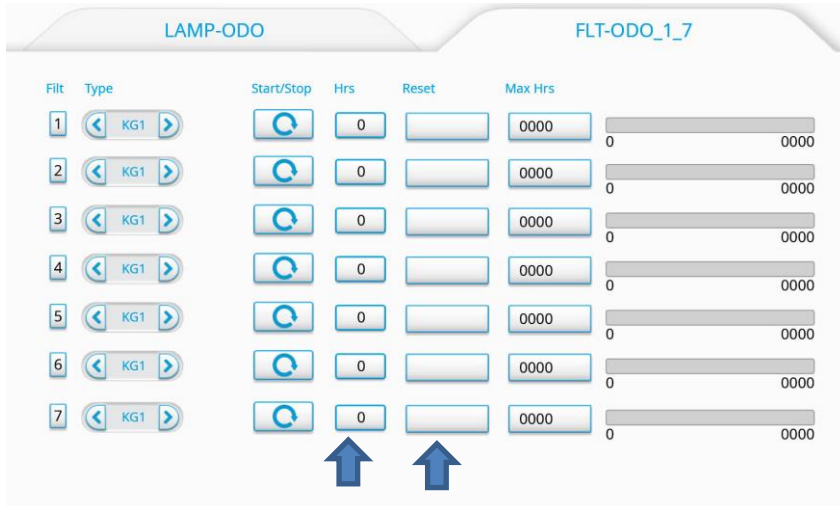 LAMP-ODO FLT-ODO_1_7
Filt Type Start/Stop Hrs Reset Max Hrs
1 KG1 0 0000
0 0000
2 KG1 0 0000
0 0000
3 KG1 0 0000
0 0000
4 KG1 0 0000
0 0000
5 KG1 0 0000
0 0000
6 KG1 0 0000
0 0000
7 KG1 0 0000
0 0000